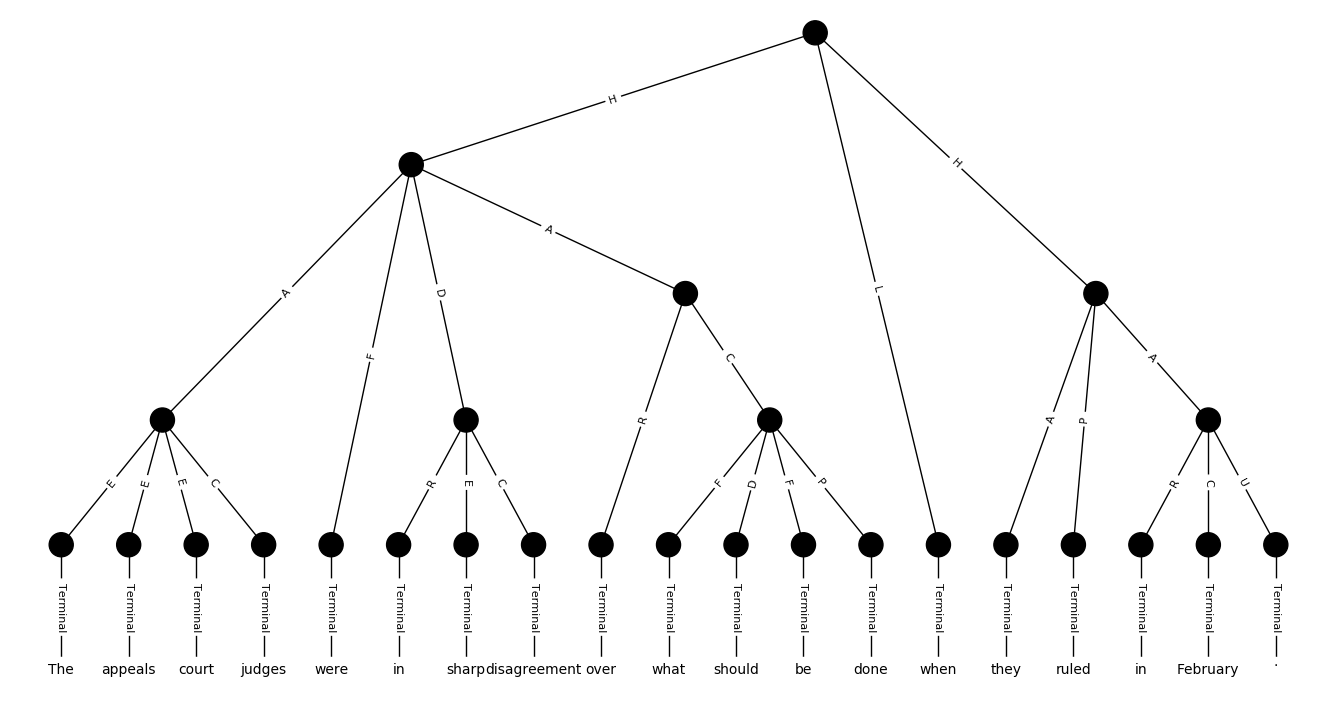 H
H
A
A
F
D
L
A
R
C
A
P
E
E
E
C
R
E
C
F
D
F
P
R
C
U
Terminal Terminal Terminal Terminal Terminal Terminal Terminal Terminal Terminal Terminal Terminal Terminal Terminal Terminal Terminal Terminal Terminal Terminal Terminal
The appeals court judges were in sharp disagreement over what should be done when they ruled in February .